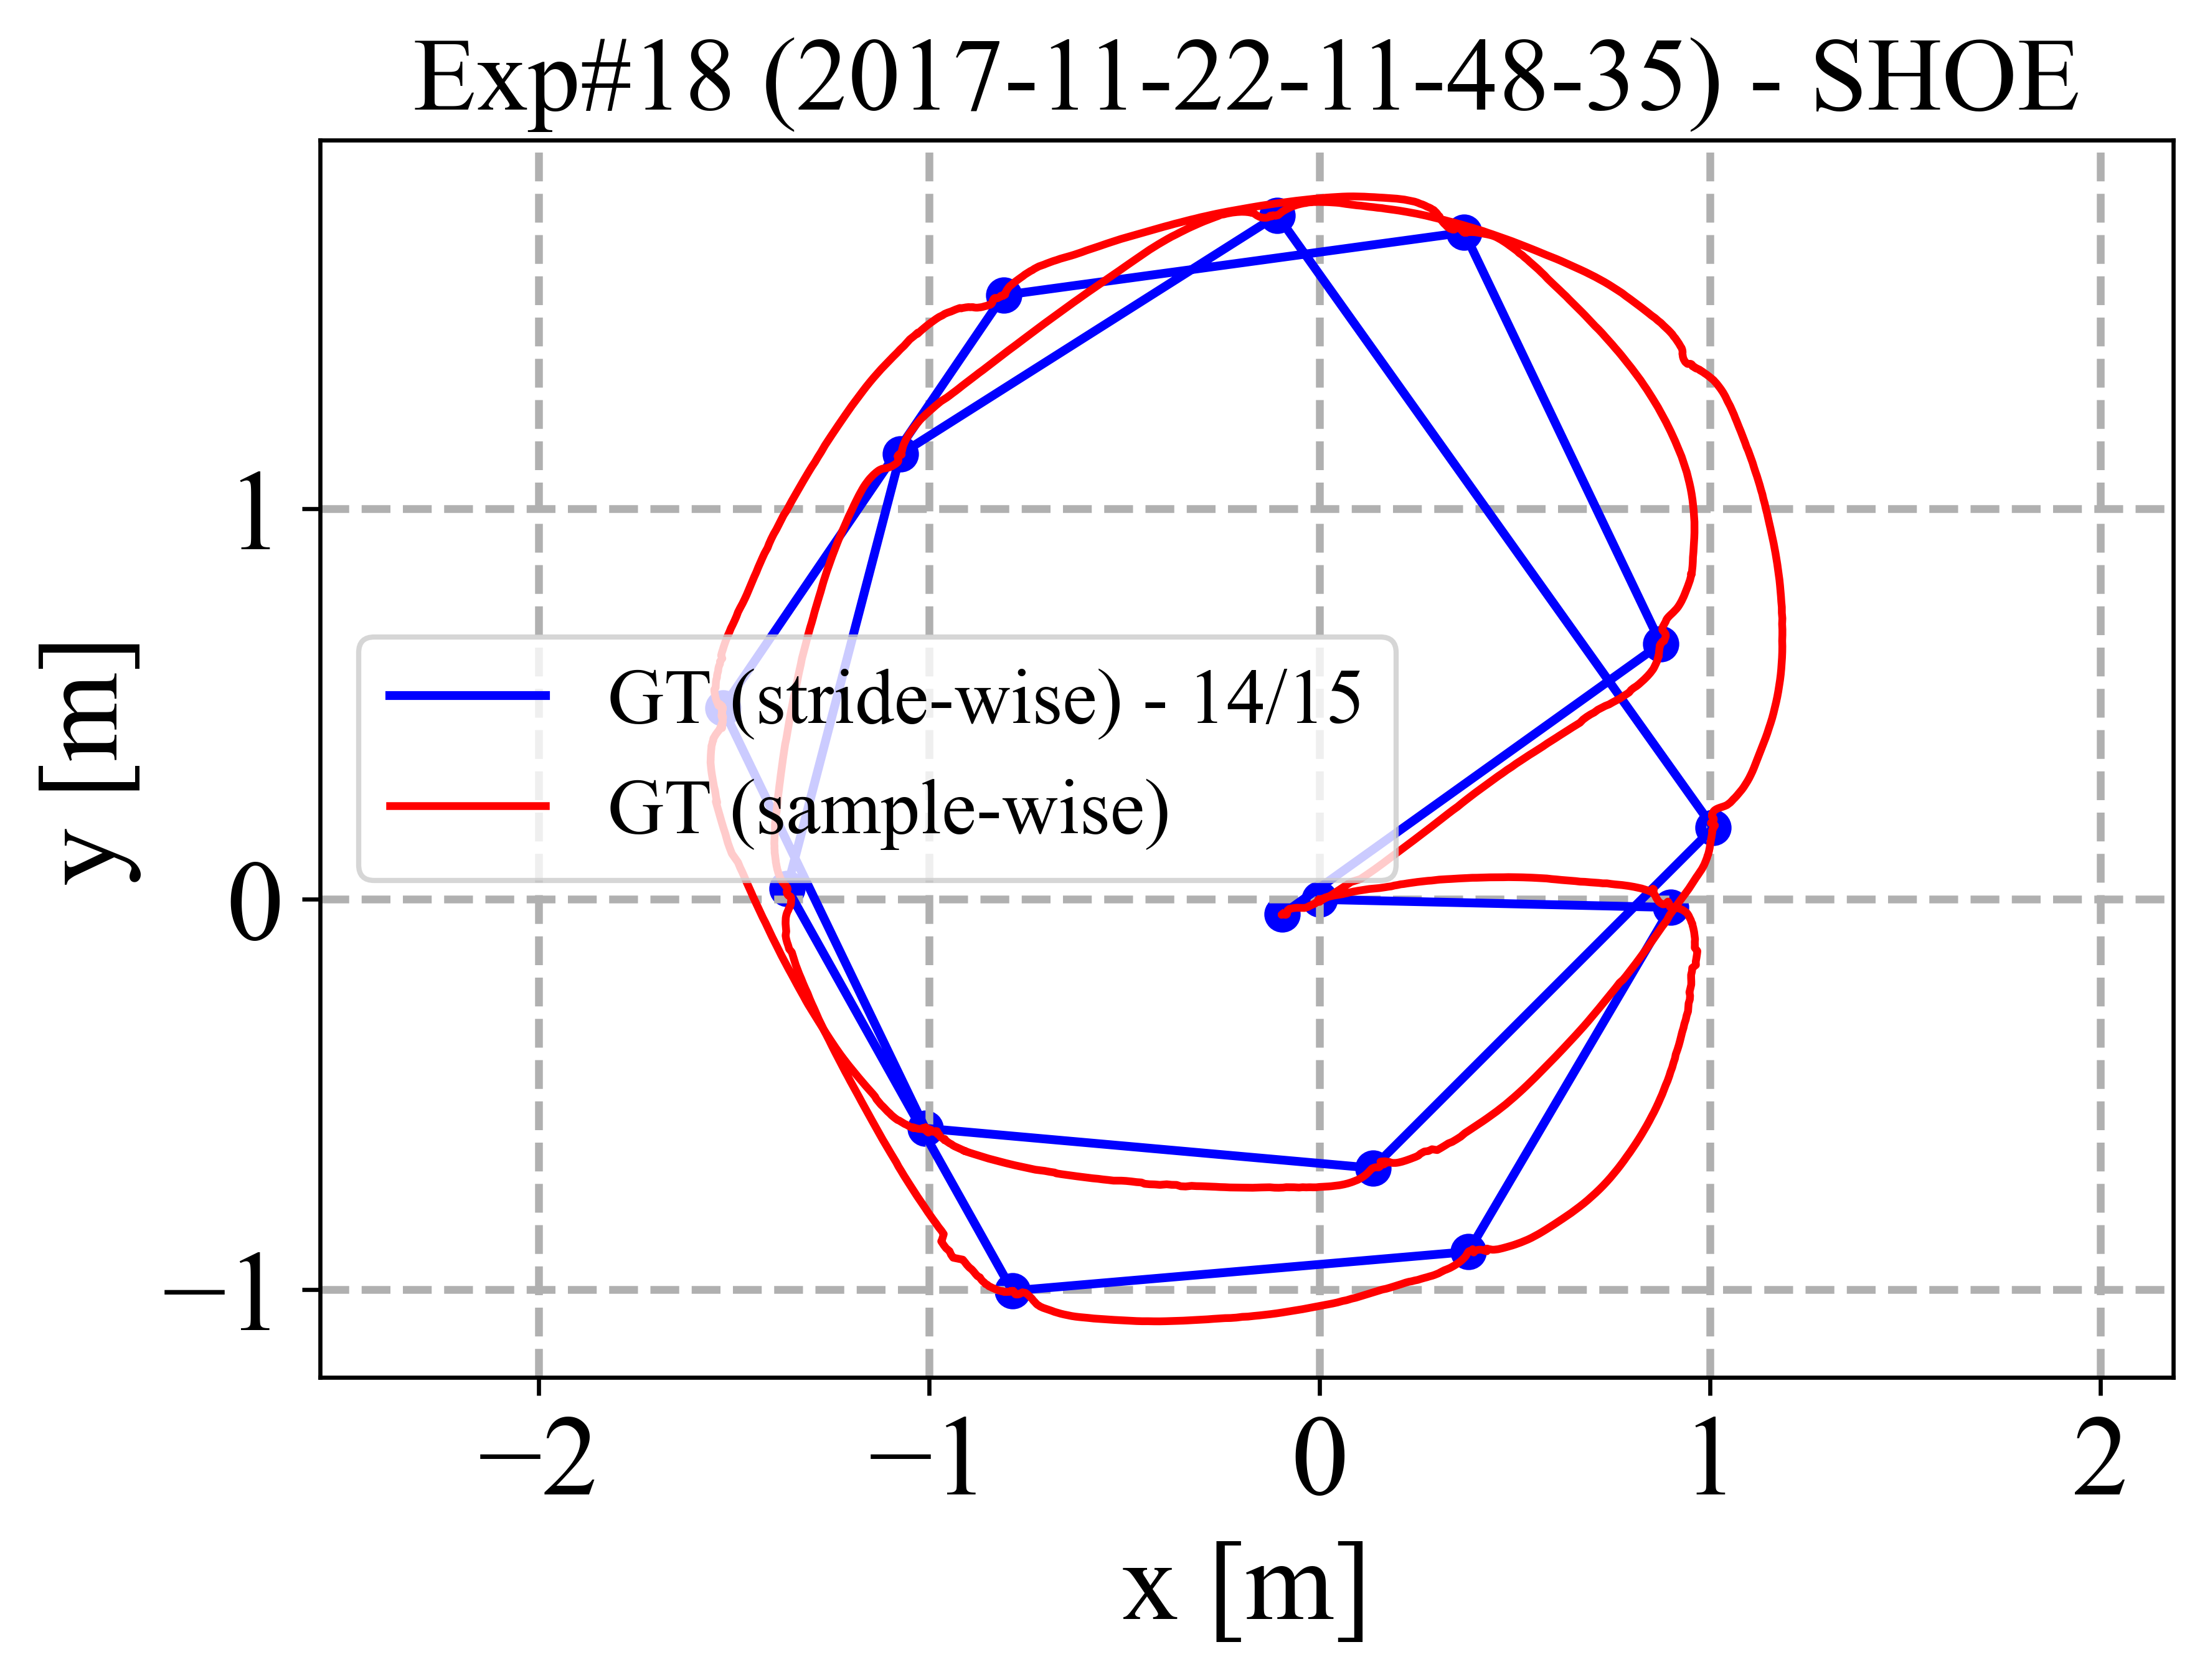 Exp#18 (2017-11-22-11-48-35) - SHOE
y [m]
1
0
−1
GT (stride-wise) - 14/15
GT (sample-wise)
−2 −1 0 1 2
x [m]